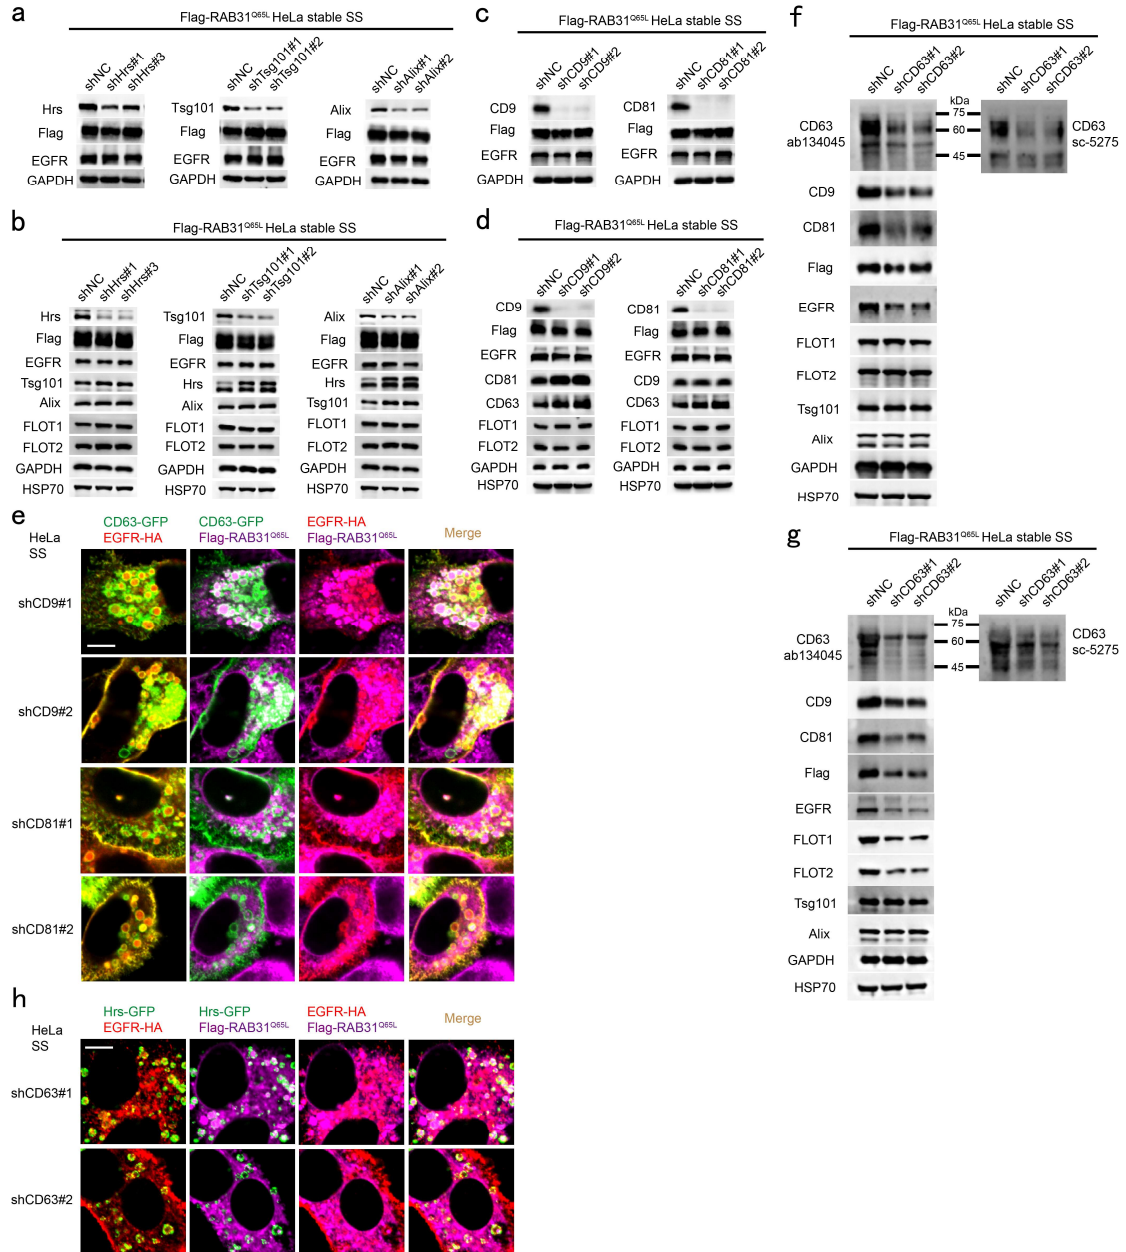 a
Flag-RAB31Q65L HeLa stable SS
shNC
shHrs#1
shHrs#3
Hrs
Flag
EGFR
GAPDH
shNC
shTsg101#1
shTsg101#2
Tsg101
Flag
EGFR
GAPDH
shNC
shAlix#1
shAlix#2
Alix
Flag
EGFR
GAPDH
b
Flag-RAB31Q65L HeLa stable SS
shNC
shHrs#1
shHrs#3
Hrs
Flag
EGFR
Tsg101
Alix
FLOT1
FLOT2
GAPDH
HSP70
shNC
shTsg101#1
shTsg101#2
Tsg101
Flag
EGFR
Hrs
Alix
FLOT1
FLOT2
GAPDH
HSP70
shNC
shAlix#1
shAlix#2
Alix
Flag
EGFR
Hrs
Tsg101
FLOT1
FLOT2
GAPDH
HSP70
c
Flag-RAB31Q65L HeLa stable SS
shNC
shCD9#1
shCD9#2
CD9
Flag
EGFR
GAPDH
shNC
shCD81#1
shCD81#2
CD81
Flag
EGFR
GAPDH
d
Flag-RAB31Q65L HeLa stable SS
shNC
shCD9#1
shCD9#2
CD9
Flag
EGFR
CD81
CD63
FLOT1
FLOT2
GAPDH
HSP70
shNC
shCD81#1
shCD81#2
CD81
Flag
EGFR
CD9
CD63
FLOT1
FLOT2
GAPDH
HSP70
e
HeLa
SS
CD63-GFP
EGFR-HA
CD63-GFP
Flag-RAB31Q65L
EGFR-HA
Flag-RAB31Q65L
Merge
shCD9#1
shCD9#2
shCD81#1
shCD81#2
f
Flag-RAB31Q65L HeLa stable SS
shNC
shCD63#1
shCD63#2
kDa
75
60
45
shNC
shCD63#1
shCD63#2
CD63
ab134045
CD63
sc-5275
CD9
CD81
Flag
EGFR
FLOT1
FLOT2
Tsg101
Alix
GAPDH
HSP70
g
Flag-RAB31Q65L HeLa stable SS
shNC
shCD63#1
shCD63#2
kDa
75
60
45
shNC
shCD63#1
shCD63#2
CD63
ab134045
CD63
sc-5275
CD9
CD81
Flag
EGFR
FLOT1
FLOT2
Tsg101
Alix
GAPDH
HSP70
h
HeLa
SS
Hrs-GFP
EGFR-HA
Hrs-GFP
Flag-RAB31Q65L
EGFR-HA
Flag-RAB31Q65L
Merge
shCD63#1
shCD63#2